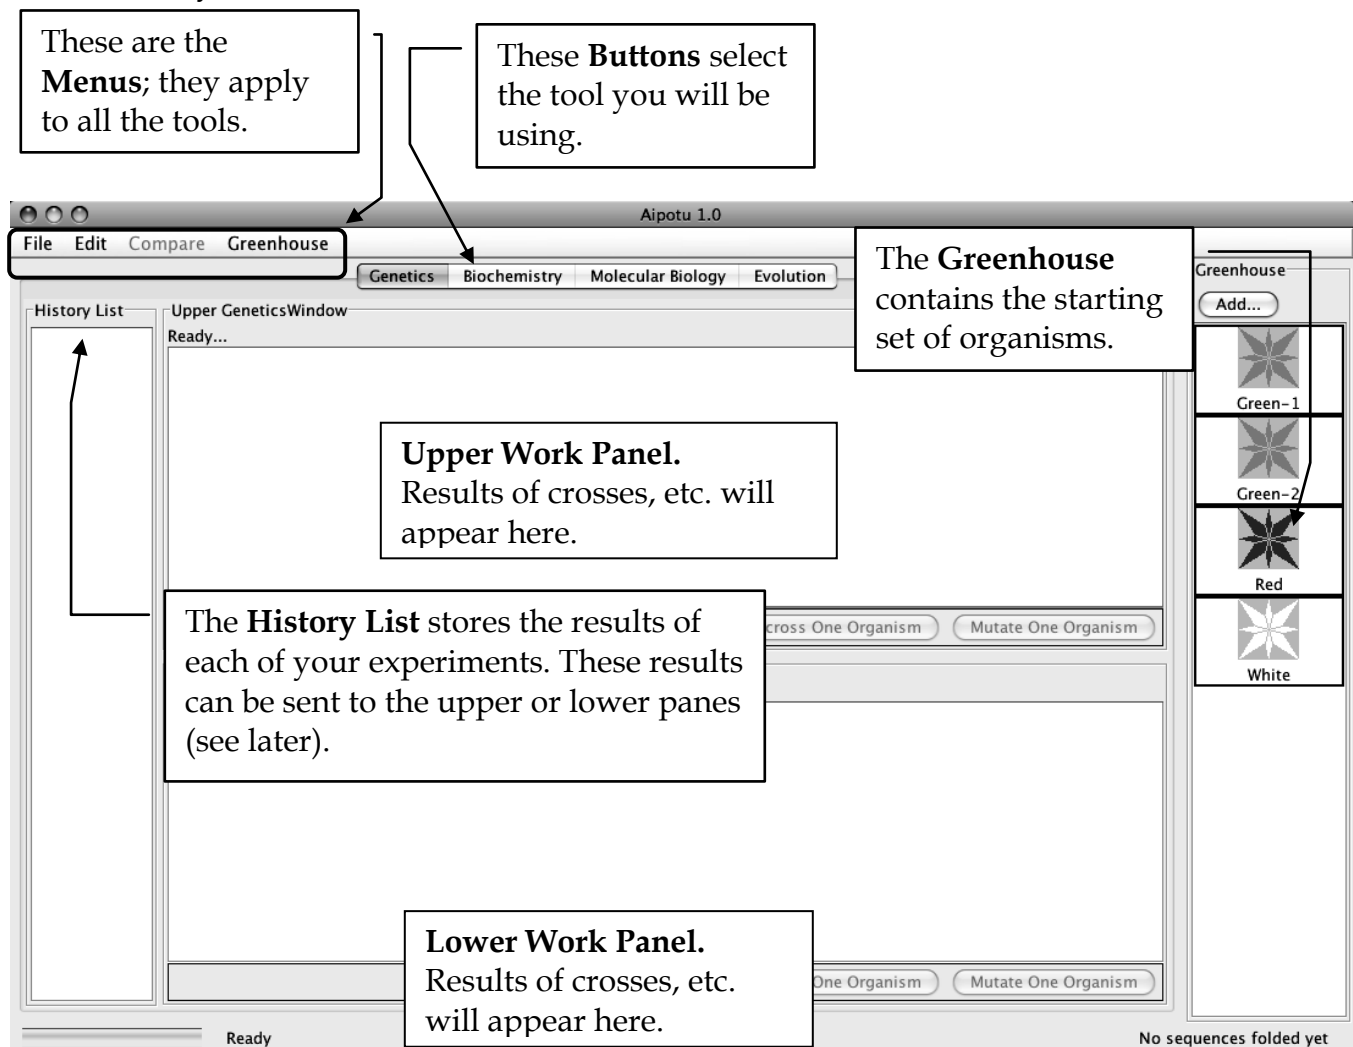 These are the
Menus; they apply
to all the tools.
These Buttons select
the tool you will be
using.
Aipotu 1.0
File Edit Compare Greenhouse
Genetics Biochemistry Molecular Biology Evolution
The Greenhouse
contains the starting
set of organisms.
Greenhouse
Add...
History List
Upper GeneticsWindow
Ready...
Green-1
Green-2
Red
White
Upper Work Panel.
Results of crosses, etc. will
appear here.
The History List stores the results of
each of your experiments. These results
can be sent to the upper or lower panes
(see later).
cross One Organism Mutate One Organism
Lower Work Panel.
Results of crosses, etc.
will appear here.
One Organism Mutate One Organism
Ready
No sequences folded yet